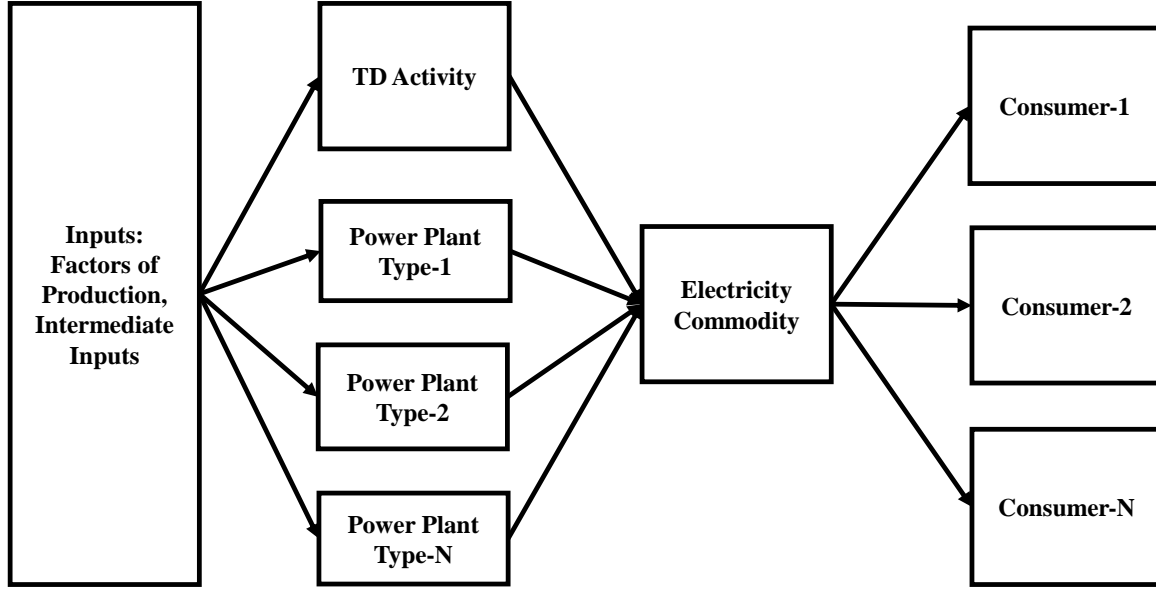 Inputs:
Factors of
Production,
Intermediate
Inputs
TD Activity
Power Plant
Type-1
Power Plant
Type-2
Power Plant
Type-N
Electricity
Commodity
Consumer-1
Consumer-2
Consumer-N